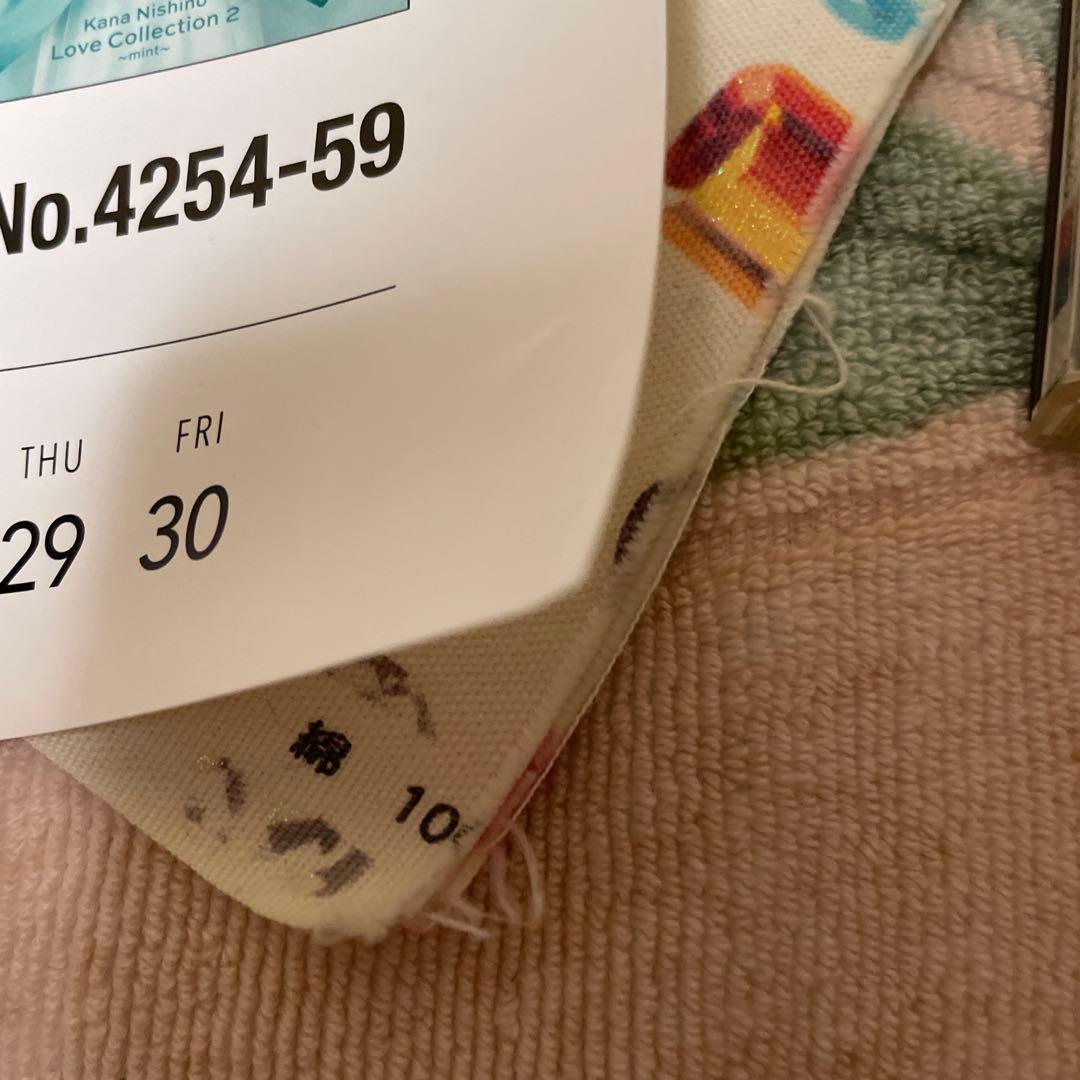 Kana Nishino
Love Collection 2
~mint~
No.4254-59
THU FRI
29 30
綿 10